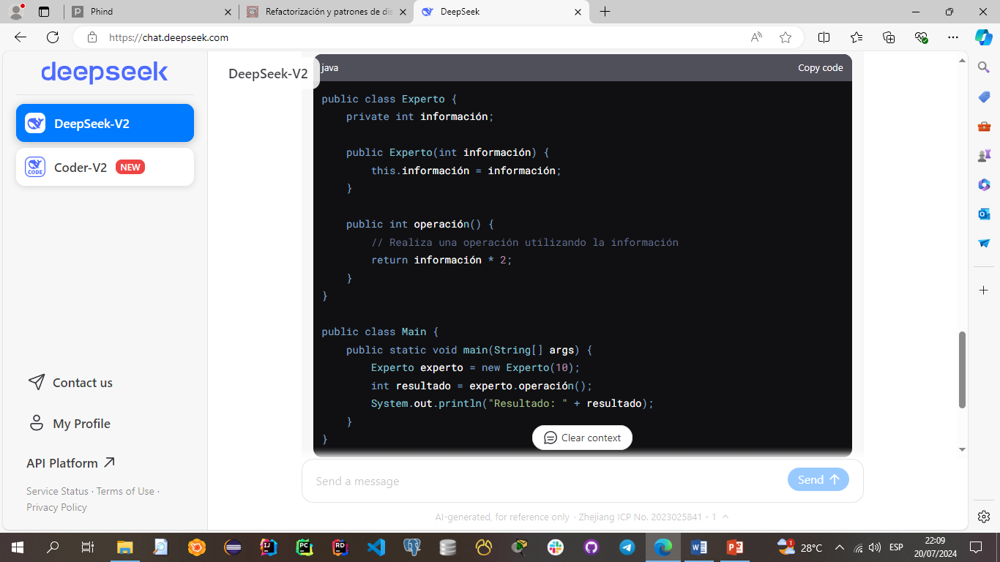 Phind
Refactorización y patrones de dis
DeepSeek
https://chat.deepseek.com
deepseek
DeepSeek-V2
Coder-V2 NEW
CODE
Contact us
My Profile
API Platform
Service Status · Terms of Use ·
Privacy Policy
DeepSeek-V2
java
Copy code
public class Experto {
    private int información;

    public Experto(int información) {
        this.información = información;
    }

    public int operación() {
        // Realiza una operación utilizando la información
        return información * 2;
    }
}

public class Main {
    public static void main(String[] args) {
        Experto experto = new Experto(10);
        int resultado = experto.operación();
        System.out.println("Resultado: " + resultado);
    }
}
Clear context
Send a message
Send
AI-generated, for reference only · Zhejiang ICP No. 2023025841 - 1
28°C
ESP
22:09
20/07/2024